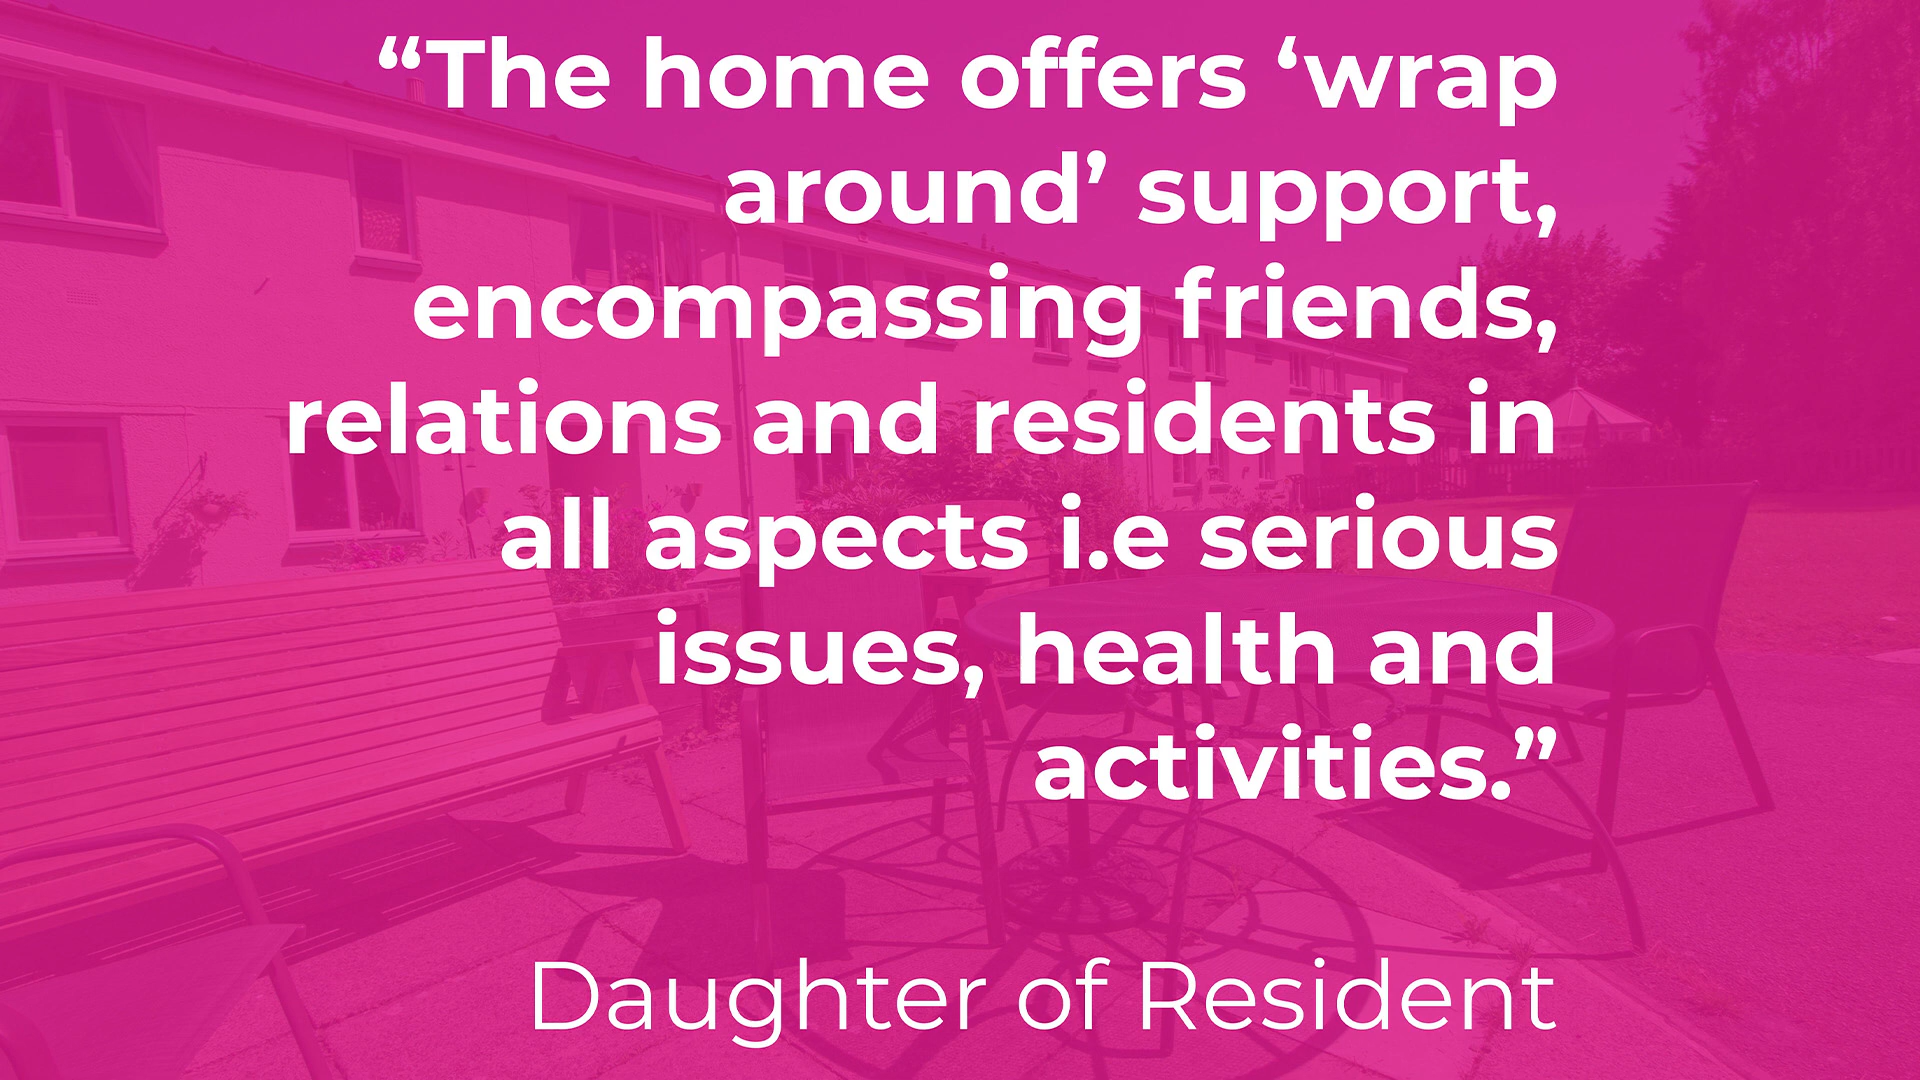 “The home offers ‘wrap
around’ support,
encompassing friends,
relations and residents in
all aspects i.e serious
issues, health and
activities.”
Daughter of Resident